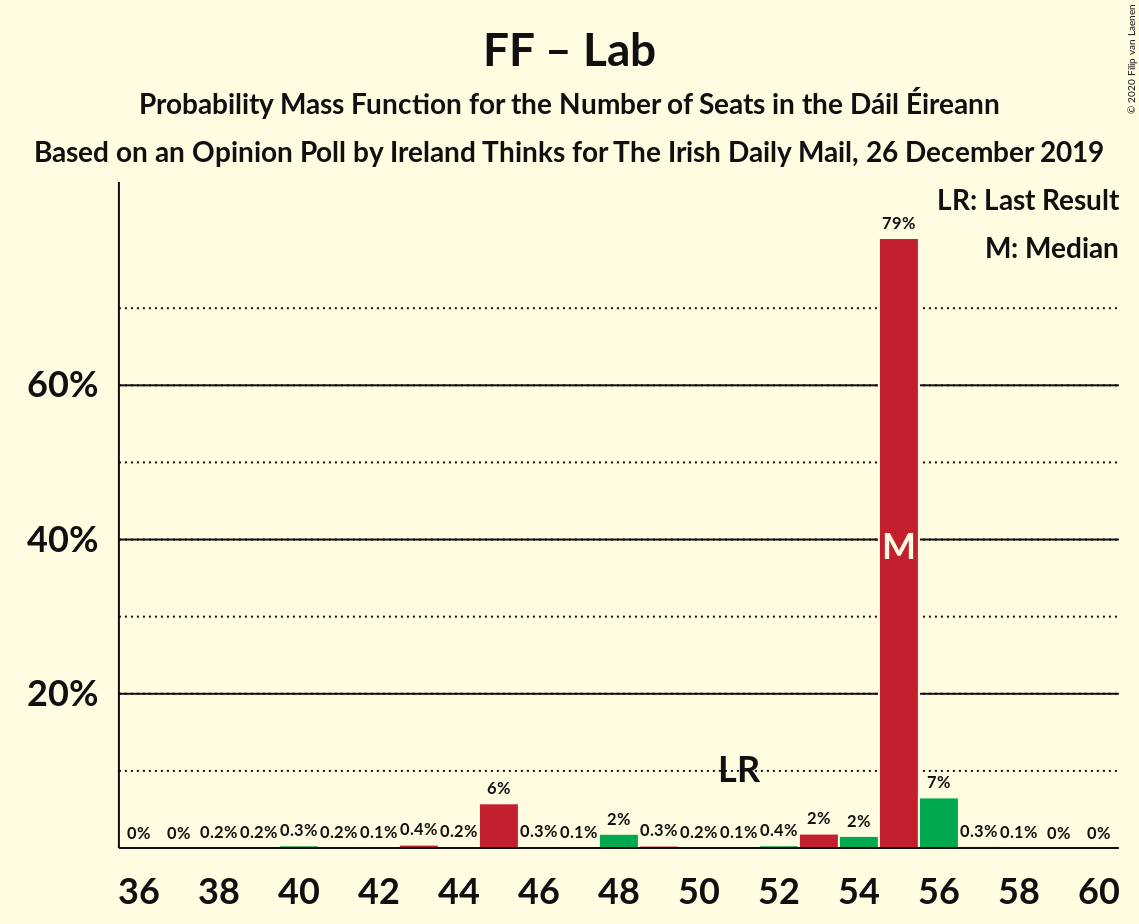 FF – Lab
Probability Mass Function for the Number of Seats in the Dáil Éireann
Based on an Opinion Poll by Ireland Thinks for The Irish Daily Mail, 26 December 2019
© 2020 Filip van Laenen
LR: Last Result
M: Median
79%
60%
40%
M
20%
LR
0% 0% 0.2% 0.2% 0.3% 0.2% 0.1% 0.4% 0.2% 6% 0.3% 0.1% 2% 0.3% 0.2% 0.1% 0.4% 2% 2% 7% 0.3% 0.1% 0% 0%
36 38 40 42 44 46 48 50 52 54 56 58 60